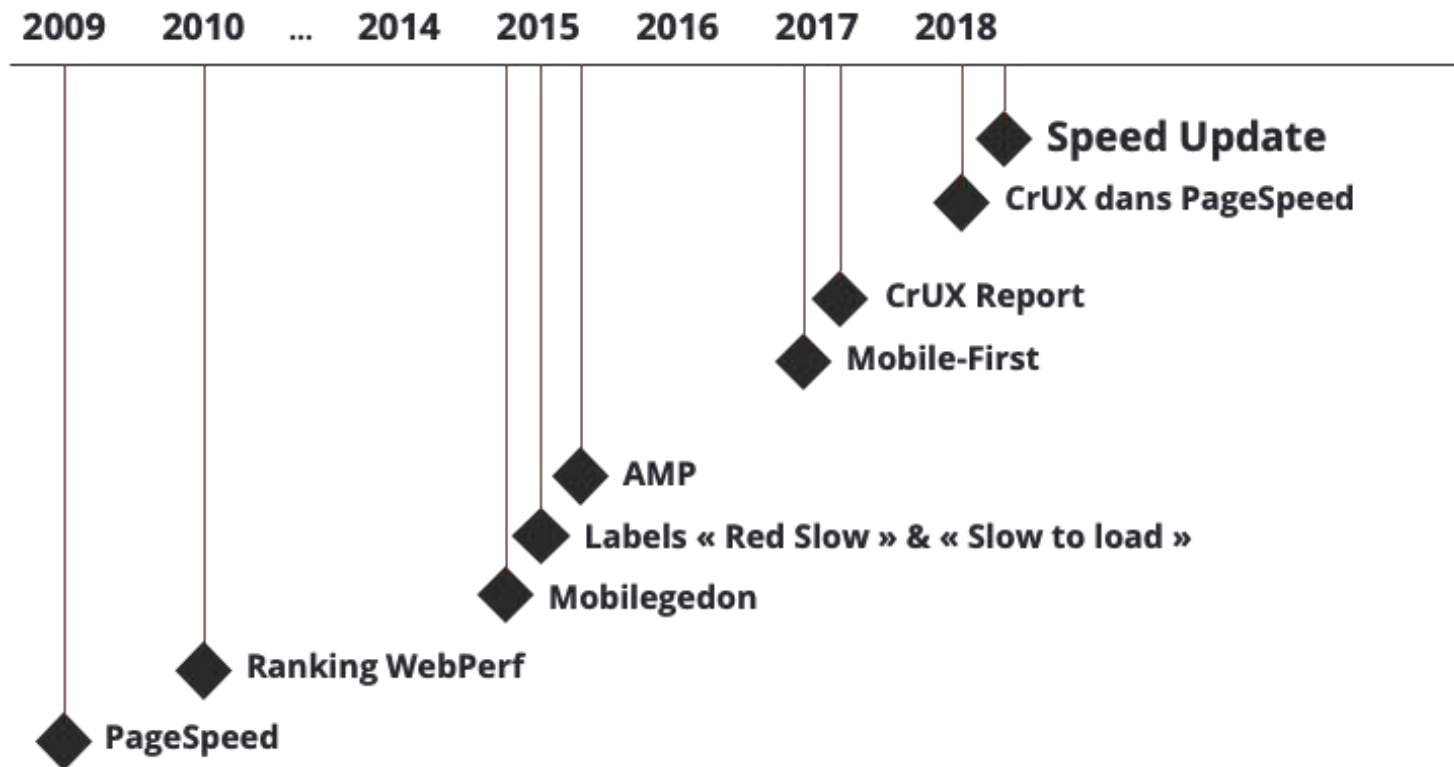 2009 2010 ... 2014 2015 2016 2017 2018
Speed Update
CrUX dans PageSpeed
CrUX Report
Mobile-First
AMP
Labels « Red Slow » & « Slow to load »
Mobilegedon
Ranking WebPerf
PageSpeed